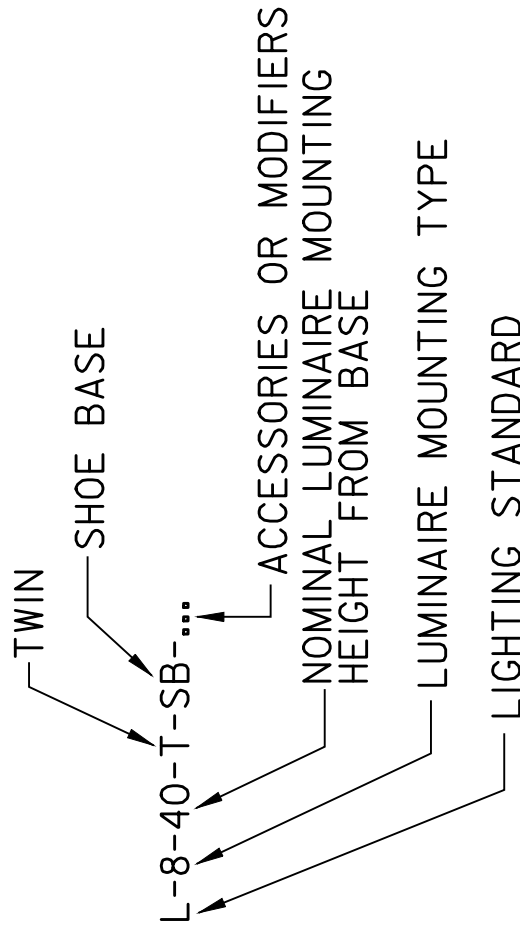 TWIN
SHOE BASE
L-8-40-T-SB-...
ACCESSORIES OR MODIFIERS
NOMINAL LUMINAIRE MOUNTING
HEIGHT FROM BASE
LUMINAIRE MOUNTING TYPE
LIGHTING STANDARD